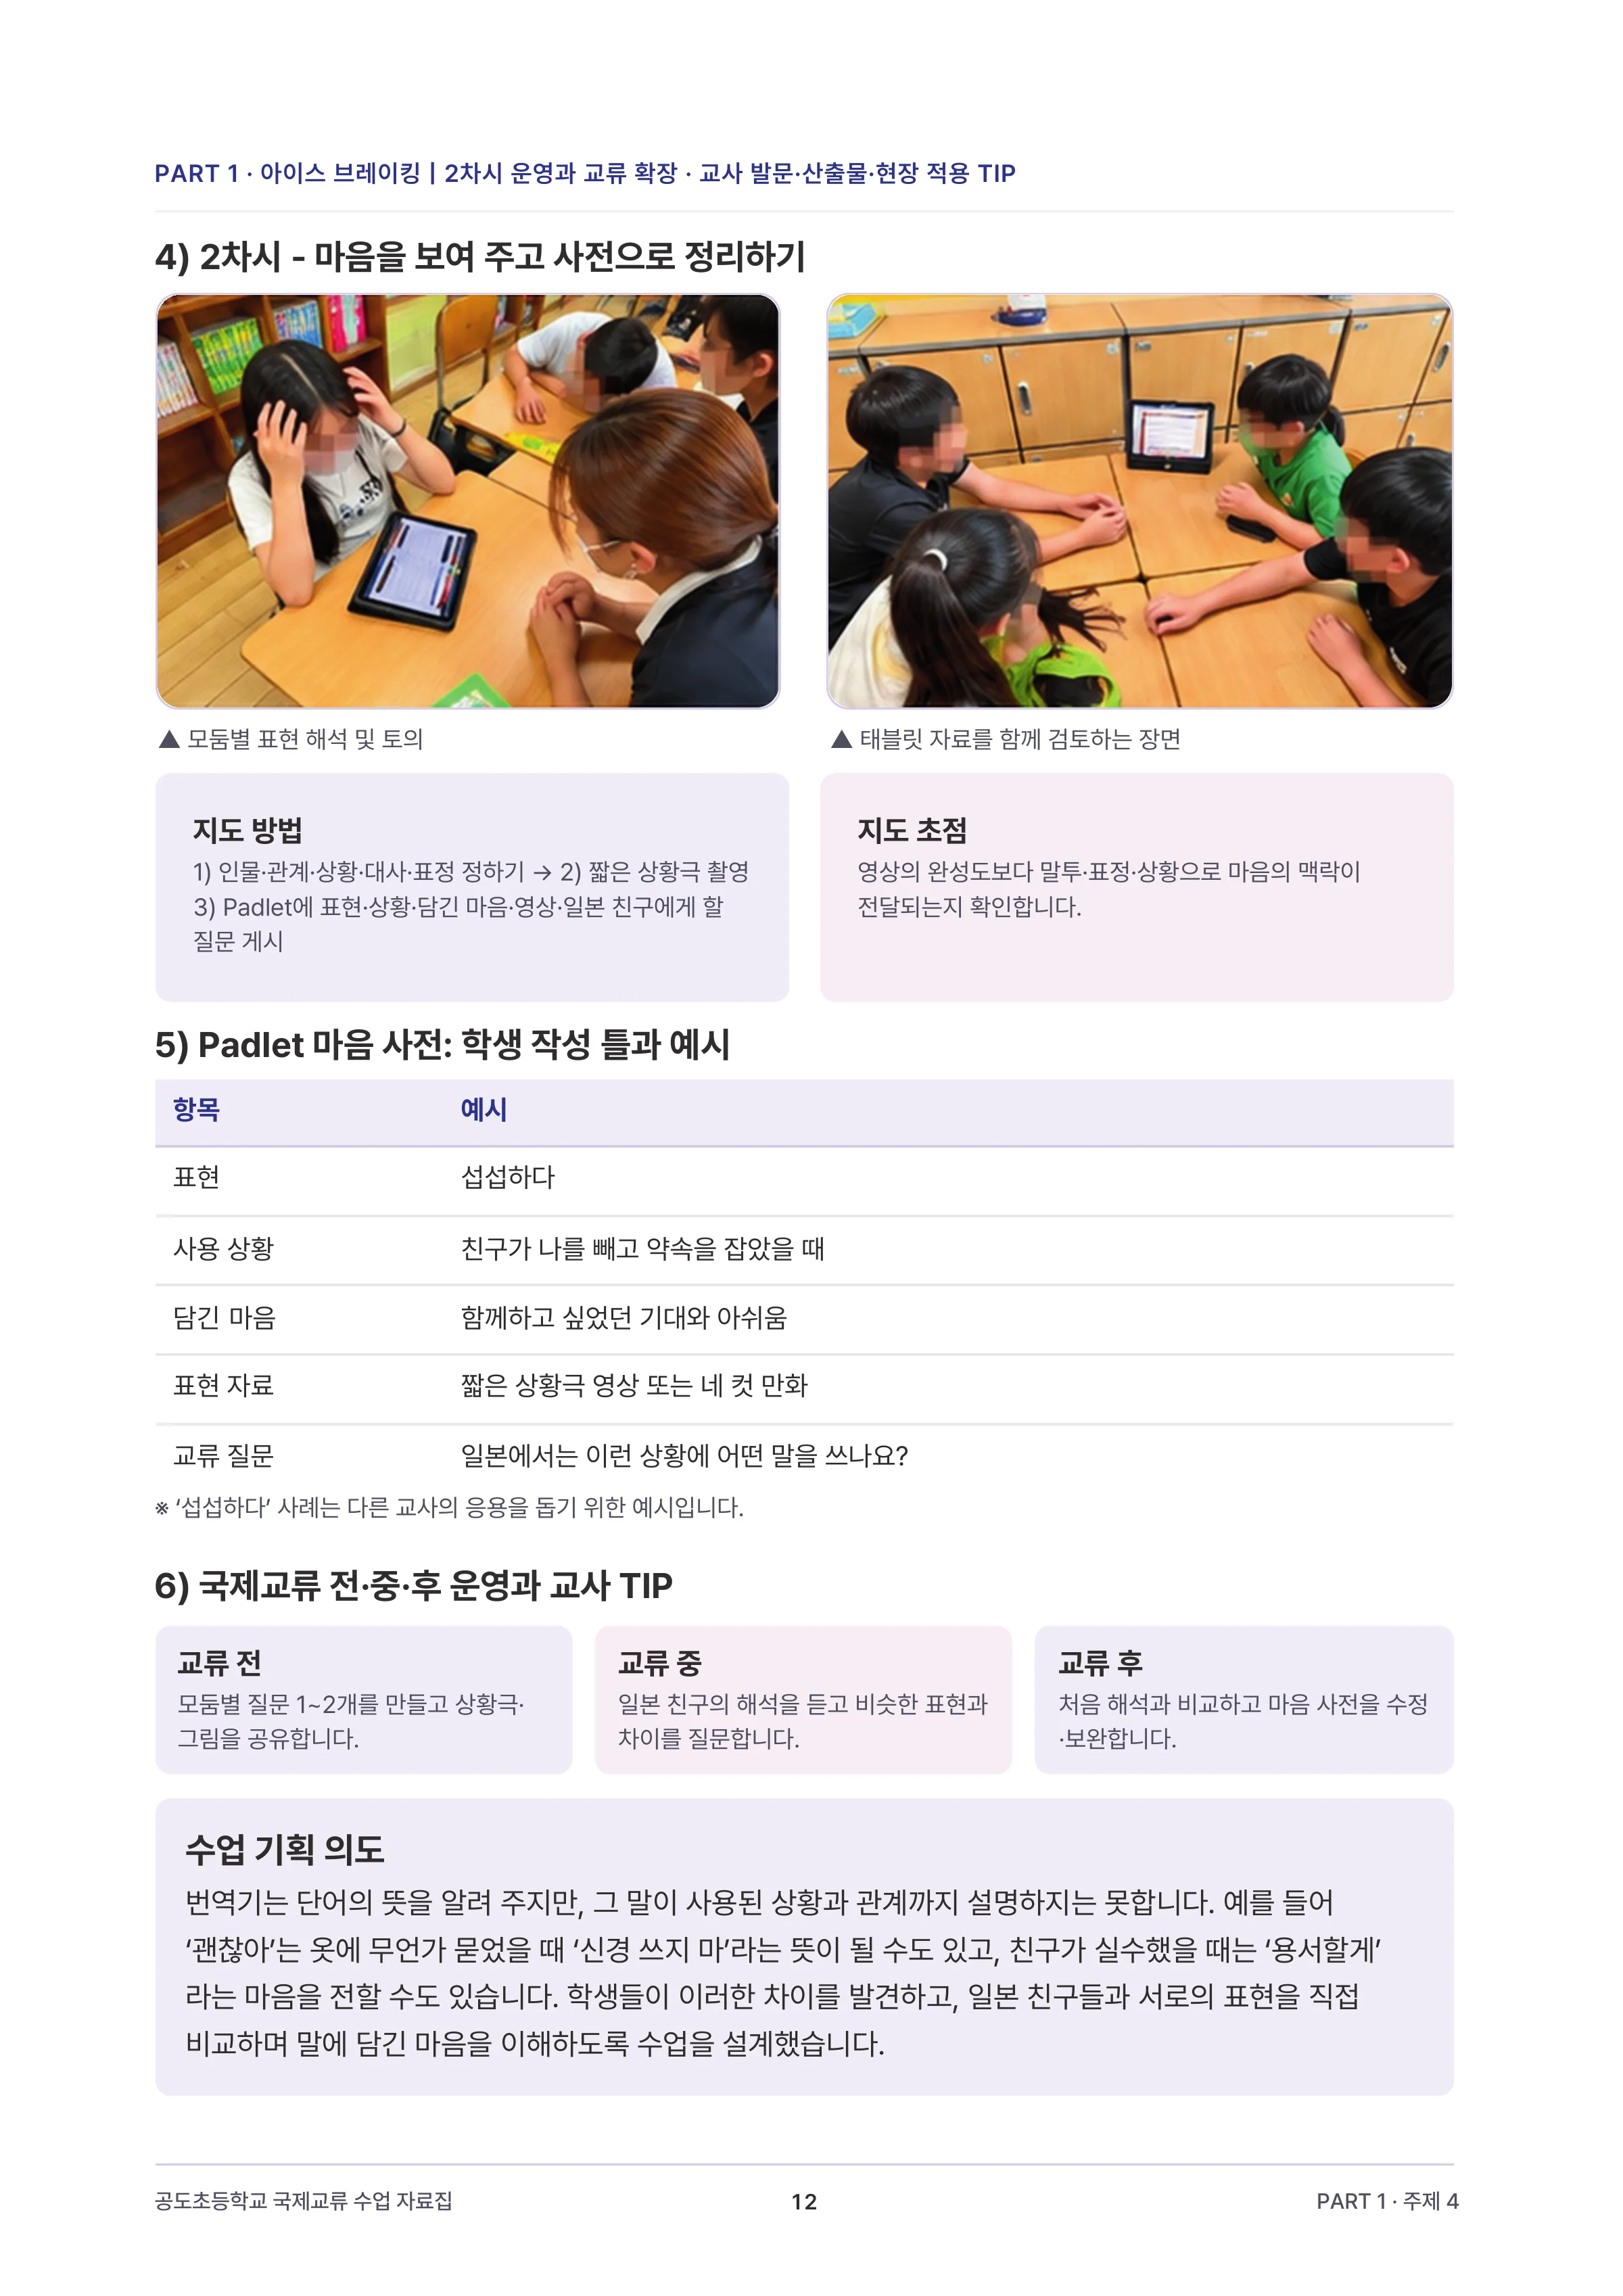 PART 1 · 아이스 브레이킹 | 2차시 운영과 교류 확장 · 교사 발문·산출물·현장 적용 TIP
4) 2차시 - 마음을 보여 주고 사전으로 정리하기
▲ 모둠별 표현 해석 및 토의
▲ 태블릿 자료를 함께 검토하는 장면
지도 방법
1) 인물·관계·상황·대사·표정 정하기 → 2) 짧은 상황극 촬영
3) Padlet에 표현·상황·담긴 마음·영상·일본 친구에게 할
질문 게시
지도 초점
영상의 완성도보다 말투·표정·상황으로 마음의 맥락이
전달되는지 확인합니다.
5) Padlet 마음 사전: 학생 작성 틀과 예시
항목 예시
표현 섭섭하다
사용 상황 친구가 나를 빼고 약속을 잡았을 때
담긴 마음 함께하고 싶었던 기대와 아쉬움
표현 자료 짧은 상황극 영상 또는 네 컷 만화
교류 질문 일본에서는 이런 상황에 어떤 말을 쓰나요?
※ ‘섭섭하다’ 사례는 다른 교사의 응용을 돕기 위한 예시입니다.
6) 국제교류 전·중·후 운영과 교사 TIP
교류 전
모둠별 질문 1~2개를 만들고 상황극·
그림을 공유합니다.
교류 중
일본 친구의 해석을 듣고 비슷한 표현과
차이를 질문합니다.
교류 후
처음 해석과 비교하고 마음 사전을 수정
·보완합니다.
수업 기획 의도
번역기는 단어의 뜻을 알려 주지만, 그 말이 사용된 상황과 관계까지 설명하지는 못합니다. 예를 들어
‘괜찮아’는 옷에 무언가 묻었을 때 ‘신경 쓰지 마’라는 뜻이 될 수도 있고, 친구가 실수했을 때는 ‘용서할게’
라는 마음을 전할 수도 있습니다. 학생들이 이러한 차이를 발견하고, 일본 친구들과 서로의 표현을 직접
비교하며 말에 담긴 마음을 이해하도록 수업을 설계했습니다.
공도초등학교 국제교류 수업 자료집
12
PART 1 · 주제 4